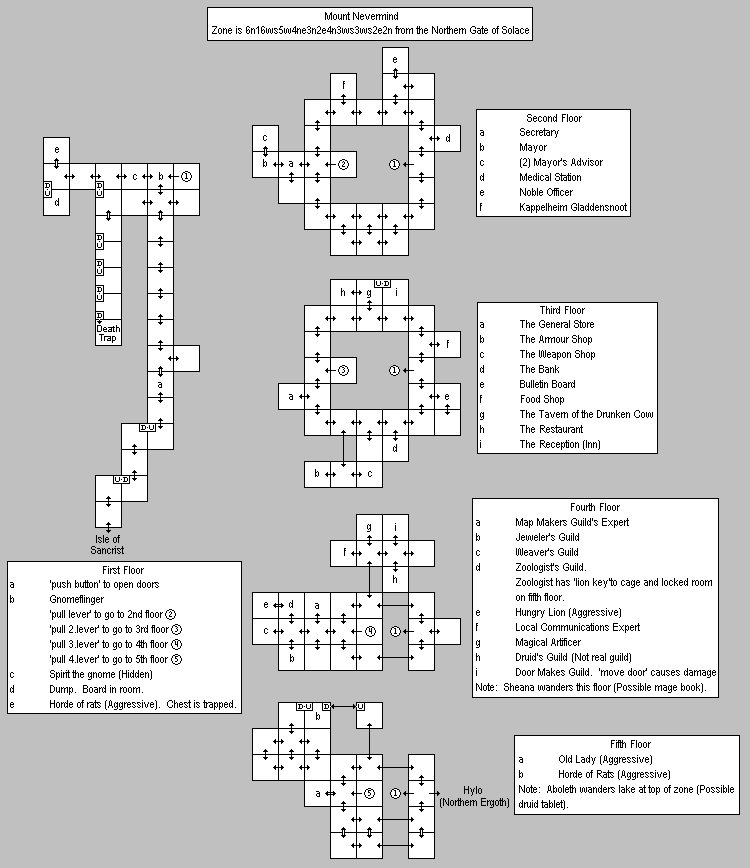 Mount Nevermind
Zone is 6n16ws5w4ne3n2e4n3ws3ws2e2n from the Northern Gate of Solace
e
f
c
d
b
a
2
1
Second Floor
a Secretary
b Mayor
c (2) Mayor's Advisor
d Medical Station
e Noble Officer
f Kappelheim Gladdensnoot
e
c
b
1
D
U
D
U
d
D
U
D
U
D
U
D
Death
Trap
a
D·U
U·D
Isle of
Sancrist
h
g
U·D
i
f
3
1
a
e
d
b
c
Third Floor
a The General Store
b The Armour Shop
c The Weapon Shop
d The Bank
e Bulletin Board
f Food Shop
g The Tavern of the Drunken Cow
h The Restaurant
i The Reception (Inn)
First Floor
a 'push button' to open doors
b Gnomeflinger
'pull lever' to go to 2nd floor 2
'pull 2.lever' to go to 3rd floor 3
'pull 3.lever' to go to 4th floor 4
'pull 4.lever' to go to 5th floor 5
c Spirit the gnome (Hidden)
d Dump. Board in room.
e Horde of rats (Aggressive). Chest is trapped.
g
i
f
h
e
d
a
c
4
1
b
Fourth Floor
a Map Makers Guild's Expert
b Jeweler's Guild
c Weaver's Guild
d Zoologist's Guild.
Zoologist has 'lion key'to cage and locked room
on fifth floor.
e Hungry Lion (Aggressive)
f Local Communications Expert
g Magical Artificer
h Druid's Guild (Not real guild)
i Door Makes Guild. 'move door' causes damage
Note: Sheana wanders this floor (Possible mage book).
D·U
D
U
b
a
5
1
Hylo
(Northern Ergoth)
Fifth Floor
a Old Lady (Aggressive)
b Horde of Rats (Aggressive)
Note: Aboleth wanders lake at top of zone (Possible
druid tablet).